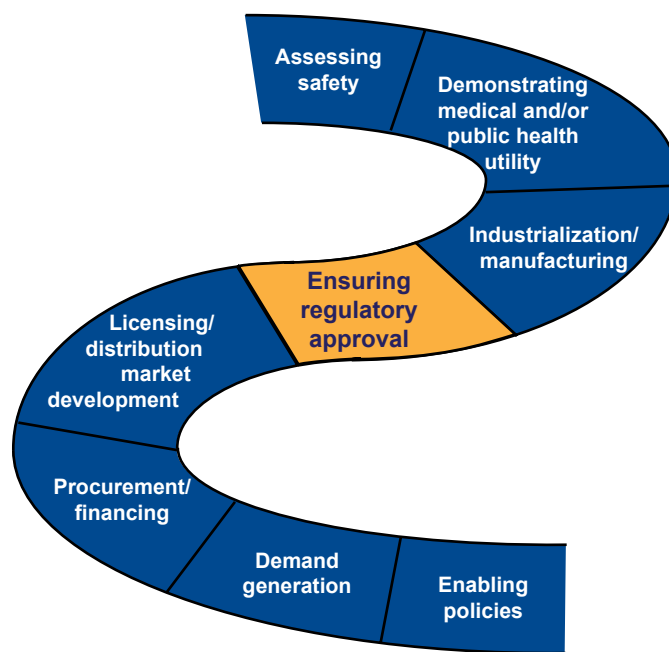 Assessing
safety
Demonstrating
medical and/or
public health
utility
Industrialization/
manufacturing
Ensuring
regulatory
approval
Licensing/
distribution
market
development
Procurement/
financing
Demand
generation
Enabling
policies